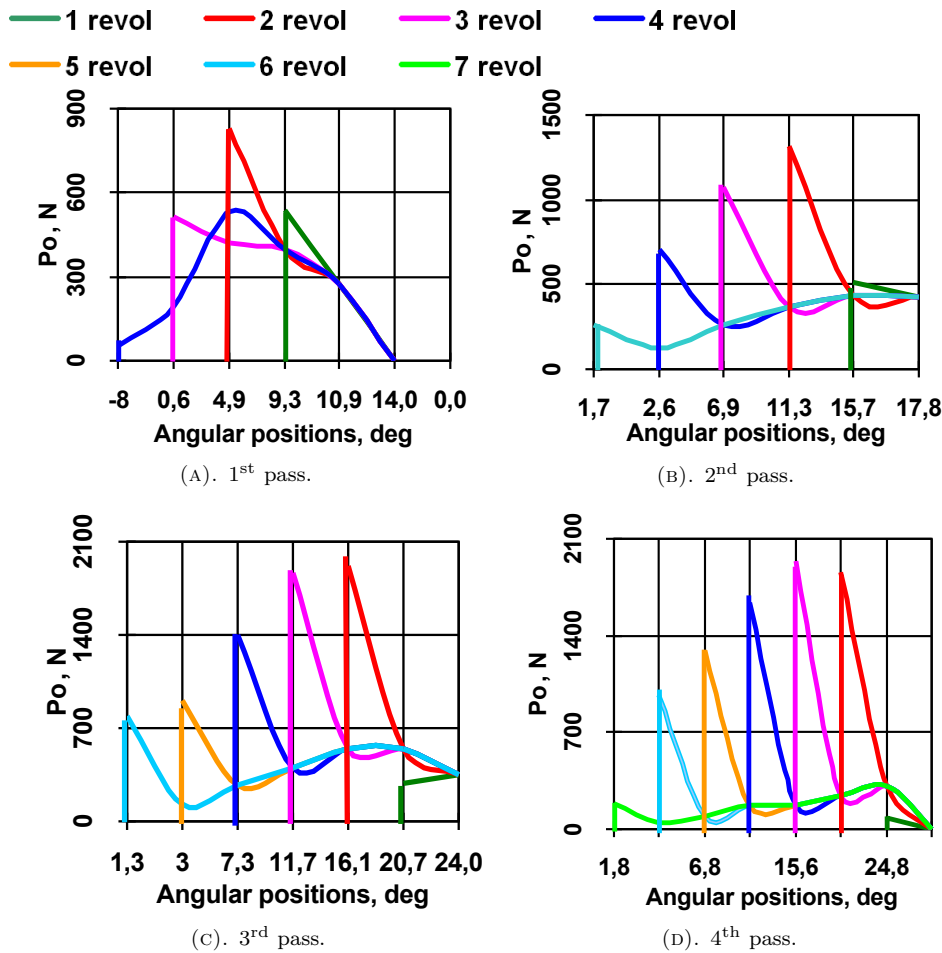 1 revol 2 revol 3 revol 4 revol
5 revol 6 revol 7 revol
Po, N
900
600
300
0
-8 0,6 4,9 9,3 10,9 14,0 0,0
Angular positions, deg
(A). 1st pass.
Po, N
1500
1000
500
0
1,7 2,6 6,9 11,3 15,7 17,8
Angular positions, deg
(B). 2nd pass.
Po, N
2100
1400
700
0
1,3 3 7,3 11,7 16,1 20,7 24,0
Angular positions, deg
(C). 3rd pass.
Po, N
2100
1400
700
0
1,8 6,8 15,6 24,8
Angular positions, deg
(D). 4th pass.